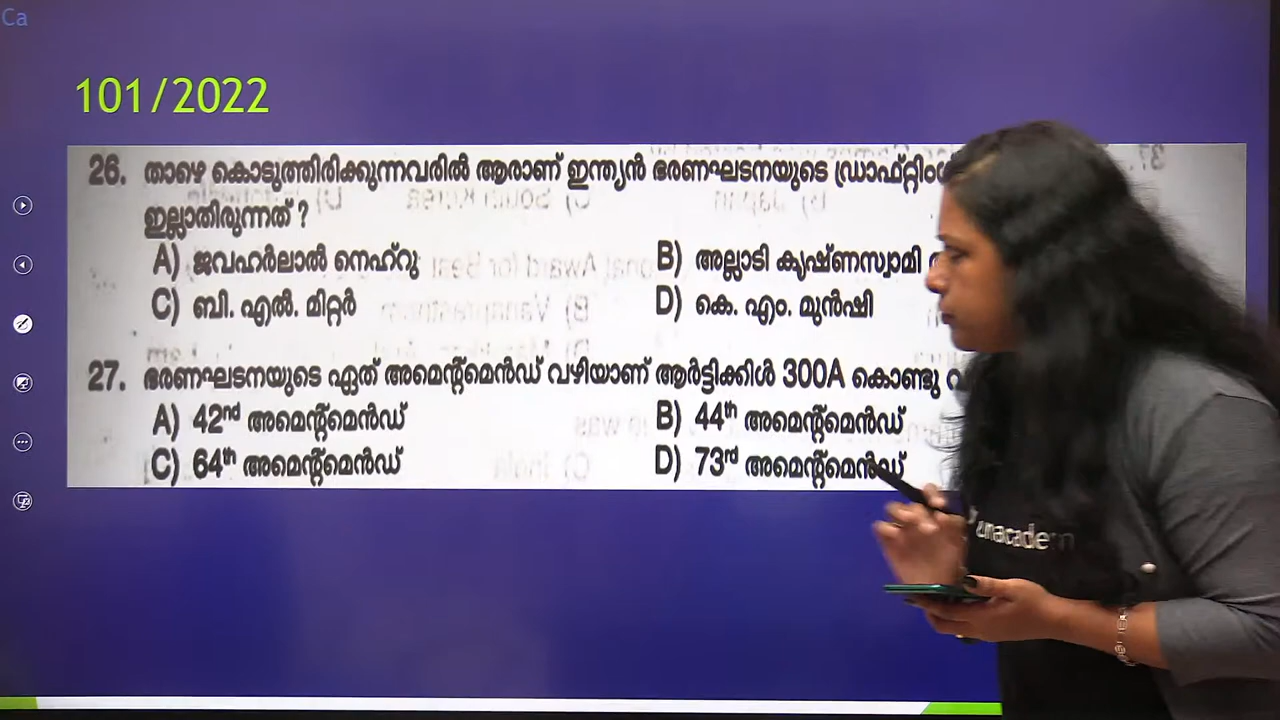 Ca
101/2022
26. താഴെ കൊടുത്തിരിക്കുന്നവരിൽ ആരാണ് ഇന്ത്യൻ ഭരണഘടനയുടെ
ഇല്ലാതിരുന്നത് ?
A) ജവഹർലാൽ നെഹ്റു B) അല്ലാടി കൃഷ്ണസ്വാമി
C) ബി. എൽ. മിറ്റർ D) കെ. എം. മുൻഷി
27. ഭരണഘടനയുടെ ഏത് അമെന്റ്മെൻഡ് വഴിയാണ് ആർട്ടിക്കിൾ 300A കൊണ്ടു
A) 42nd അമെന്റ്മെൻഡ് B) 44th അമെന്റ്മെൻഡ്
C) 64th അമെന്റ്മെൻഡ് D) 73rd അമെന്റ്മെൻഡ്